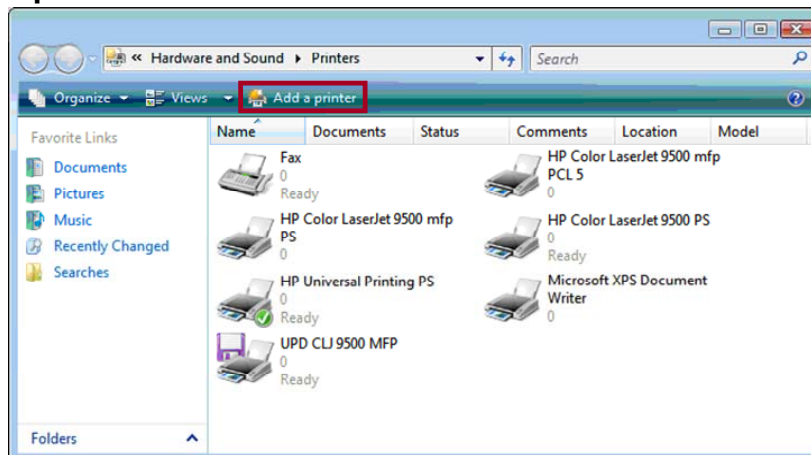 « Hardware and Sound ▸ Printers
Search
Organize Views Add a printer
Favorite Links
Documents
Pictures
Music
Recently Changed
Searches
Folders
Name Documents Status Comments Location Model
Fax
0
Ready
HP Color LaserJet 9500 mfp
PCL 5
0
HP Color LaserJet 9500 mfp
PS
0
HP Color LaserJet 9500 PS
0
Ready
HP Universal Printing PS
0
Ready
Microsoft XPS Document
Writer
0
UPD CLJ 9500 MFP
0
Ready